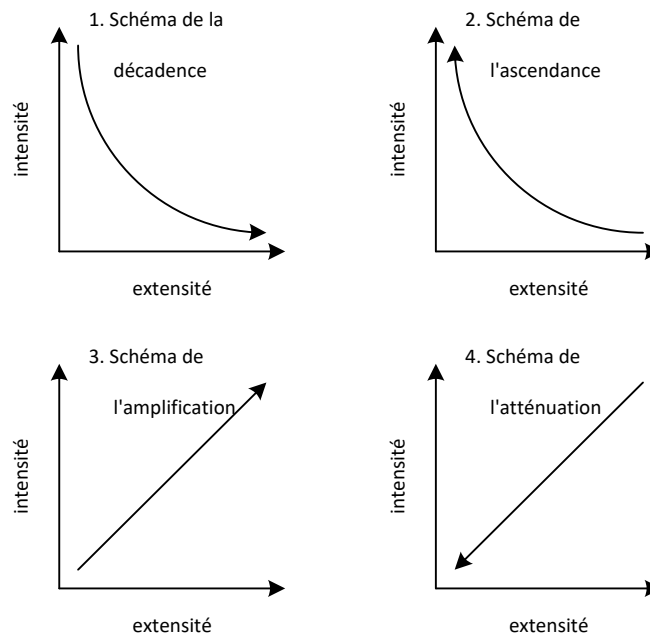 1. Schéma de la
décadence
intensité
extensité
2. Schéma de
l'ascendance
intensité
extensité
3. Schéma de
l'amplification
intensité
extensité
4. Schéma de
l'atténuation
intensité
extensité